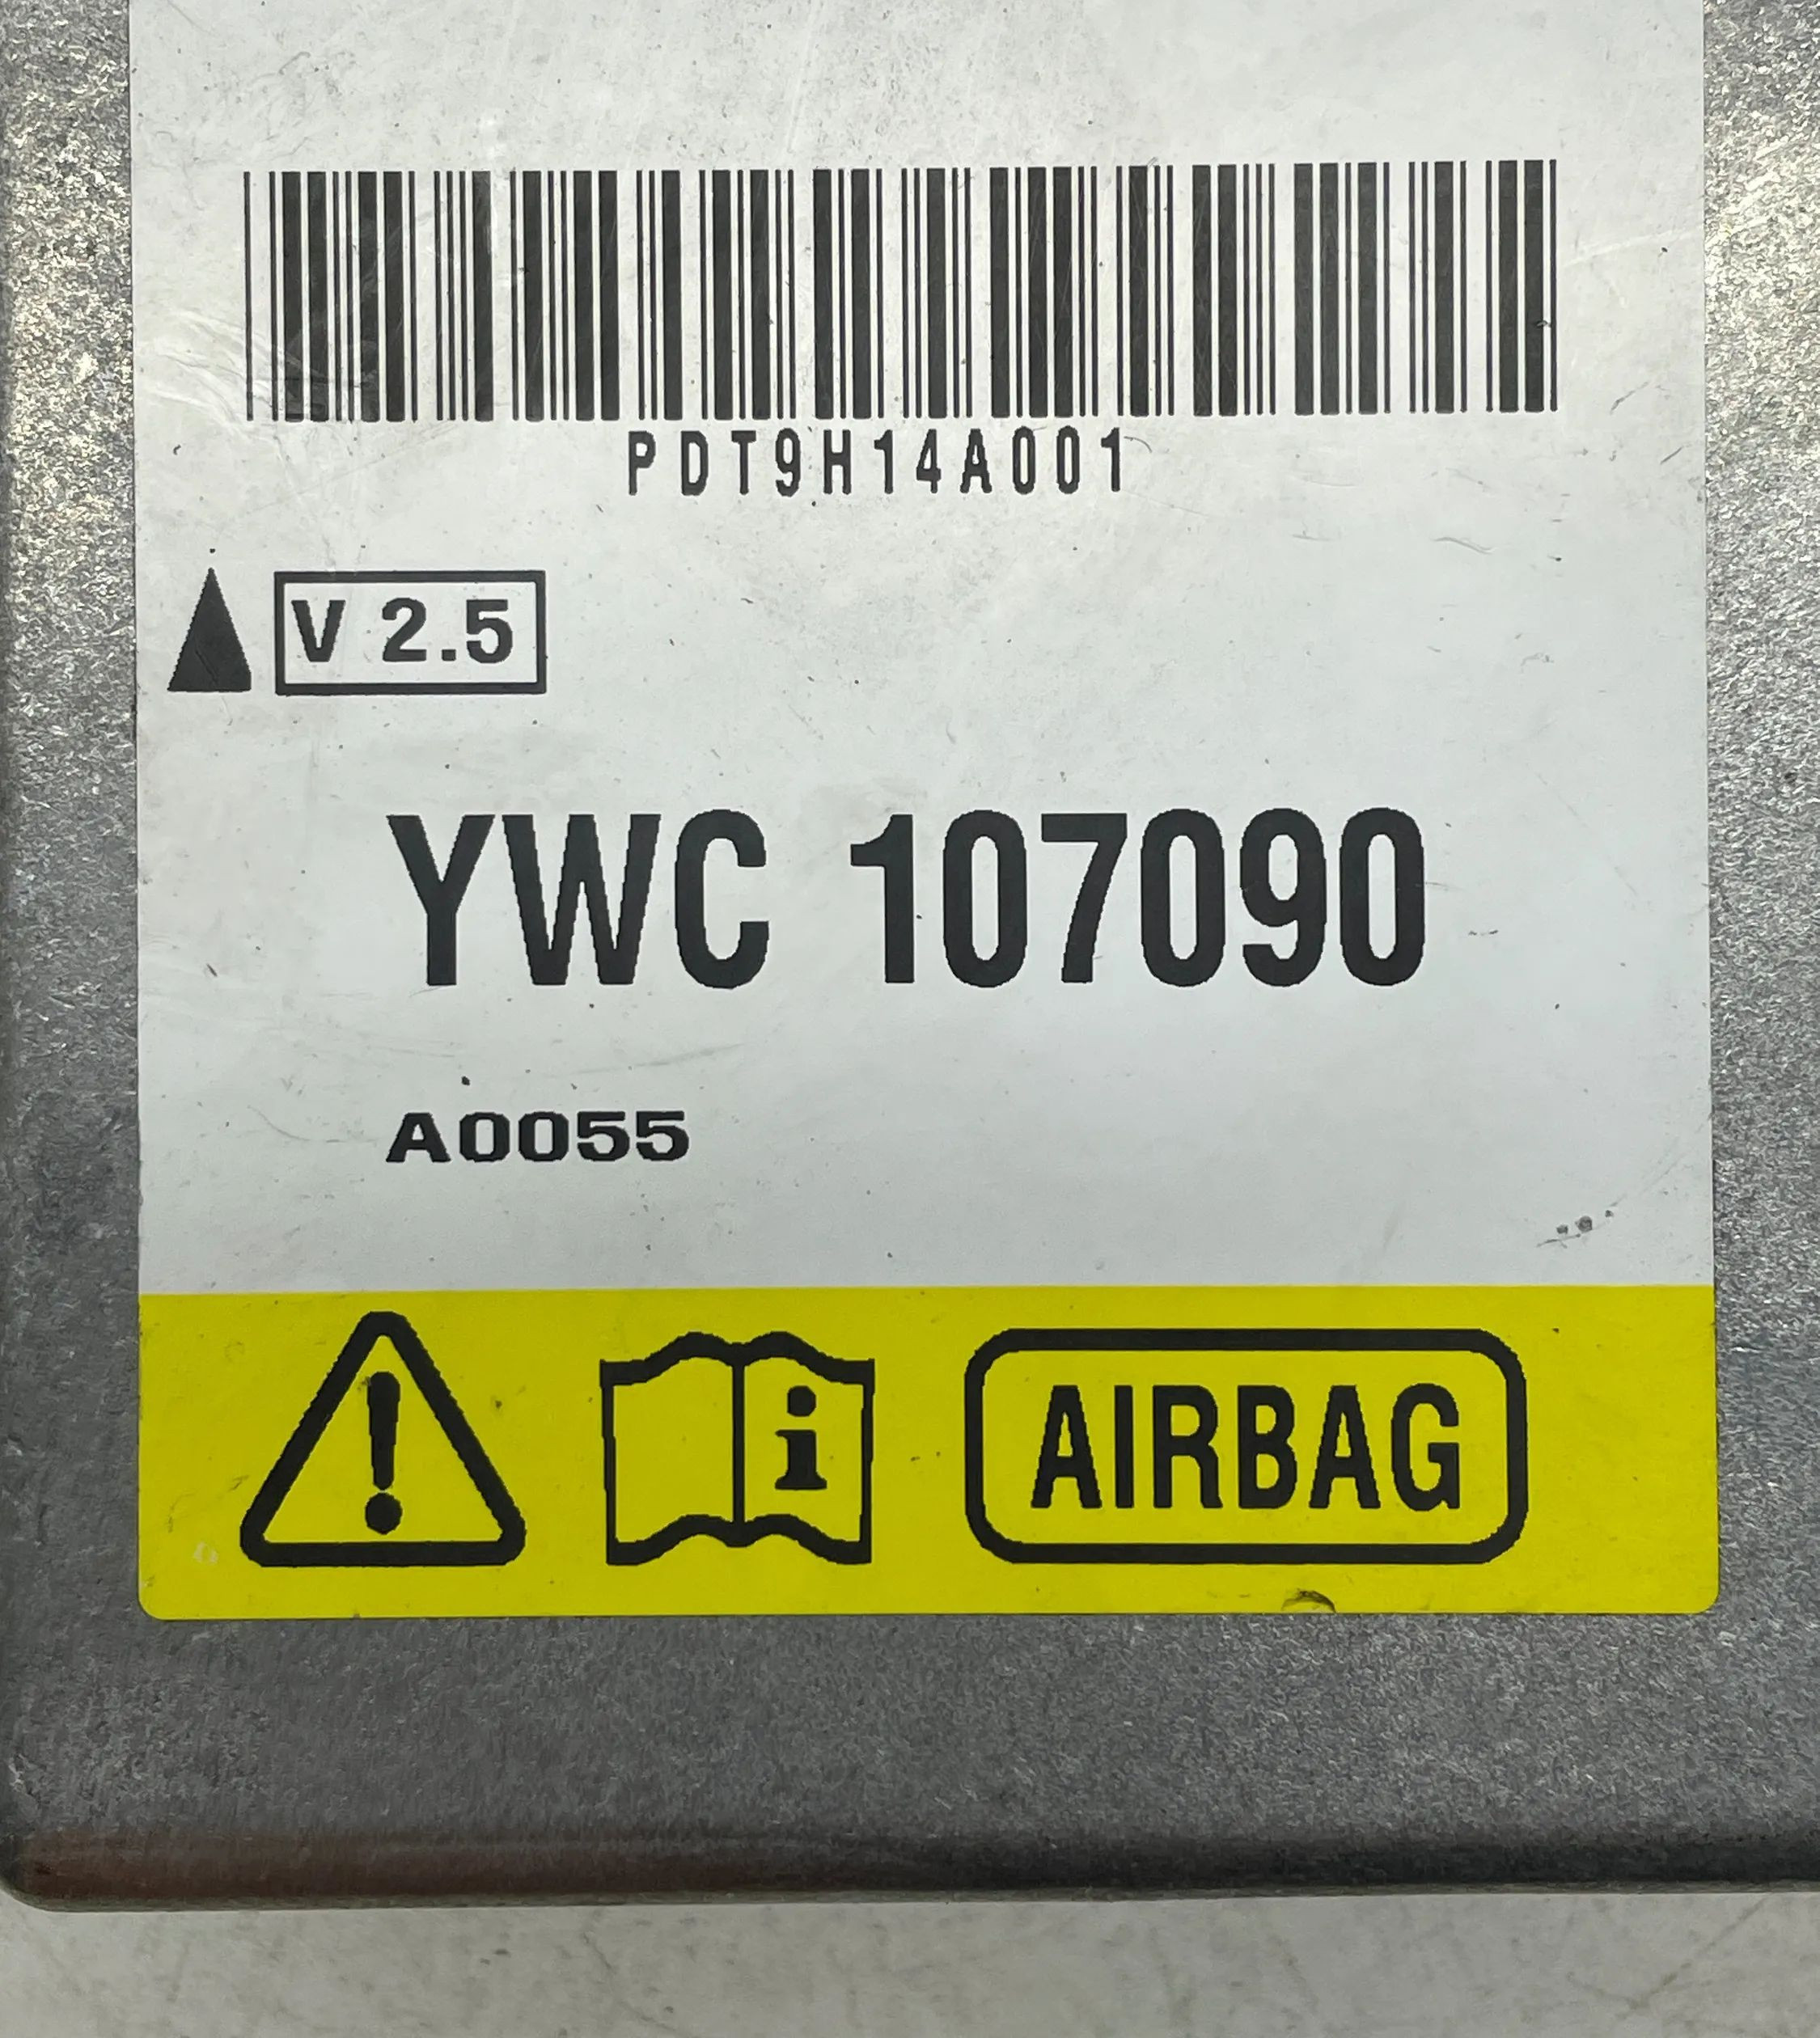 PDT9H14A001
V 2.5
YWC 107090
A0055
i AIRBAG